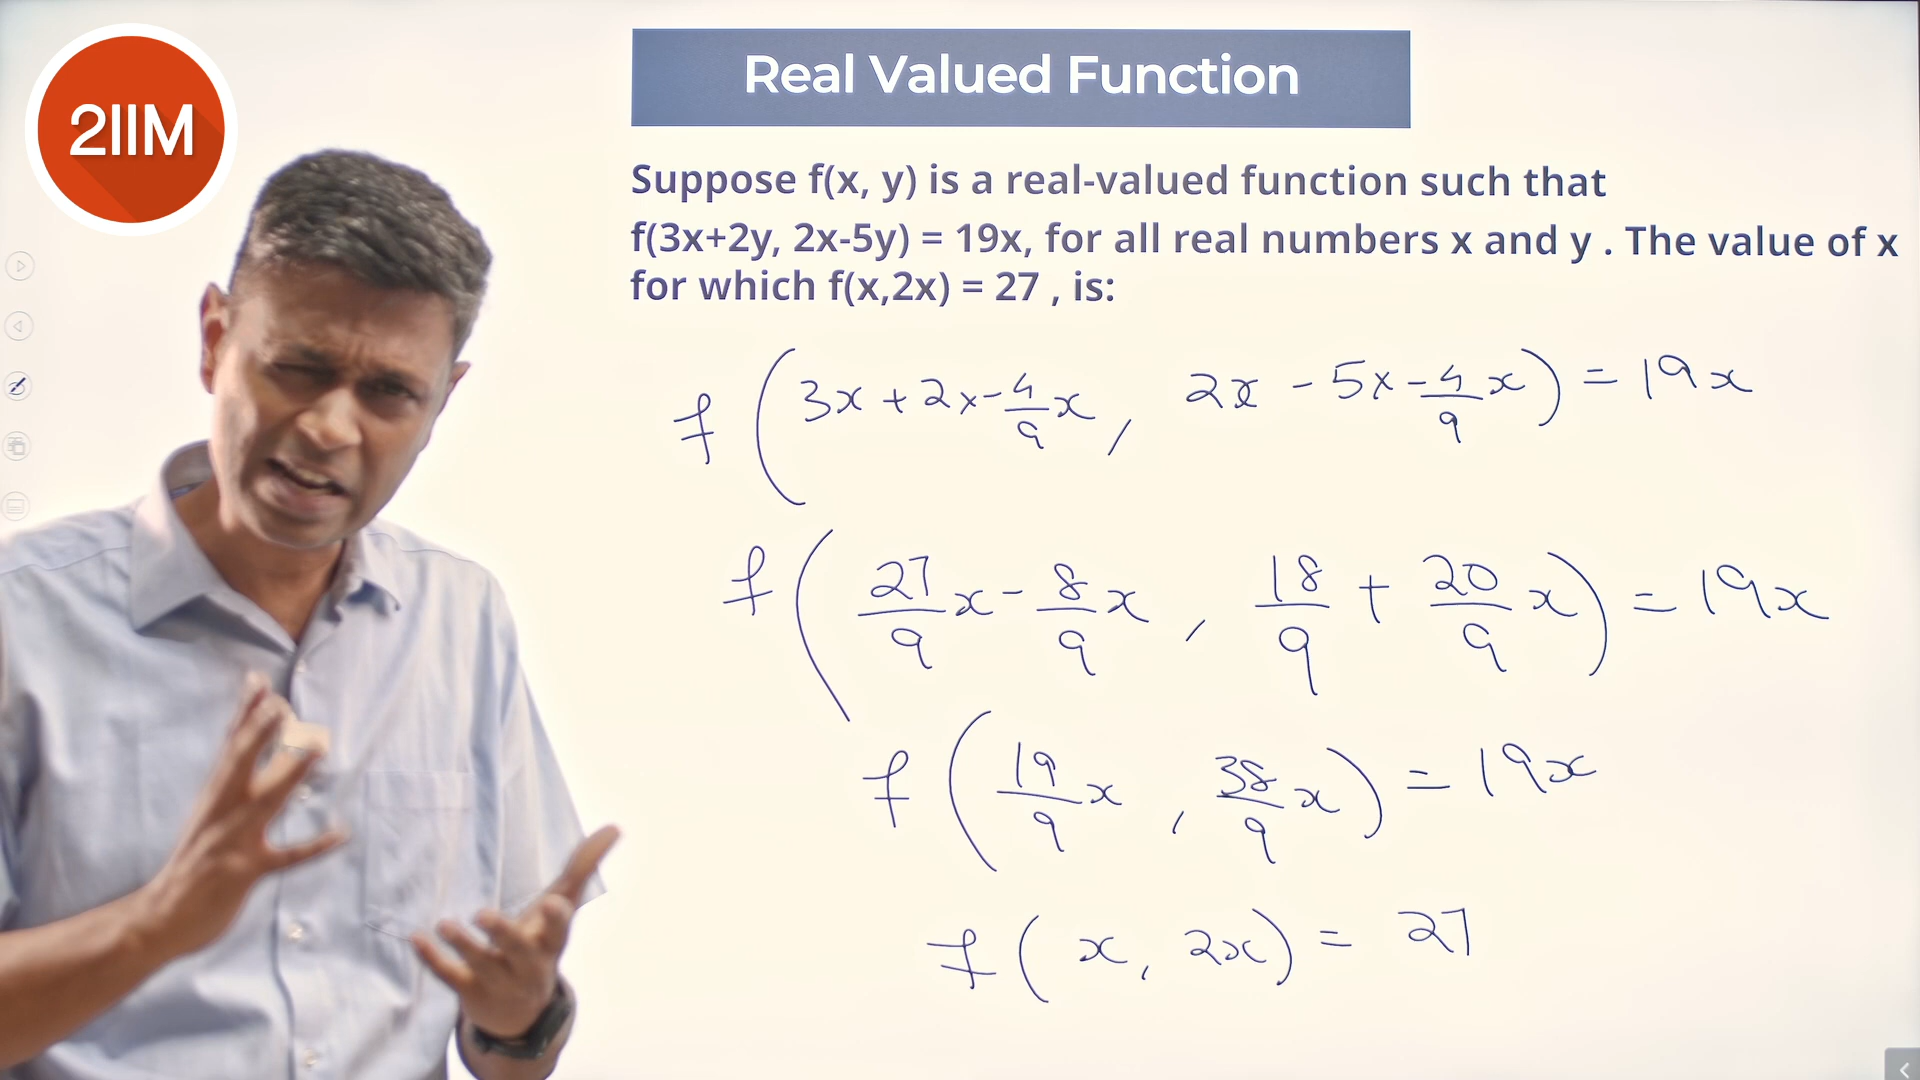 2IIM
Real Valued Function
Suppose f(x, y) is a real-valued function such that
f(3x+2y, 2x-5y) = 19x, for all real numbers x and y . The value of x
for which f(x,2x) = 27 , is:
f(3x + 2x-4/9 x, 2x - 5x-4/9 x) = 19x
f(27/9 x - 8/9 x, 18/9 + 20/9 x) = 19x
f(19/9 x, 38/9 x) = 19x
f(x, 2x) = 27